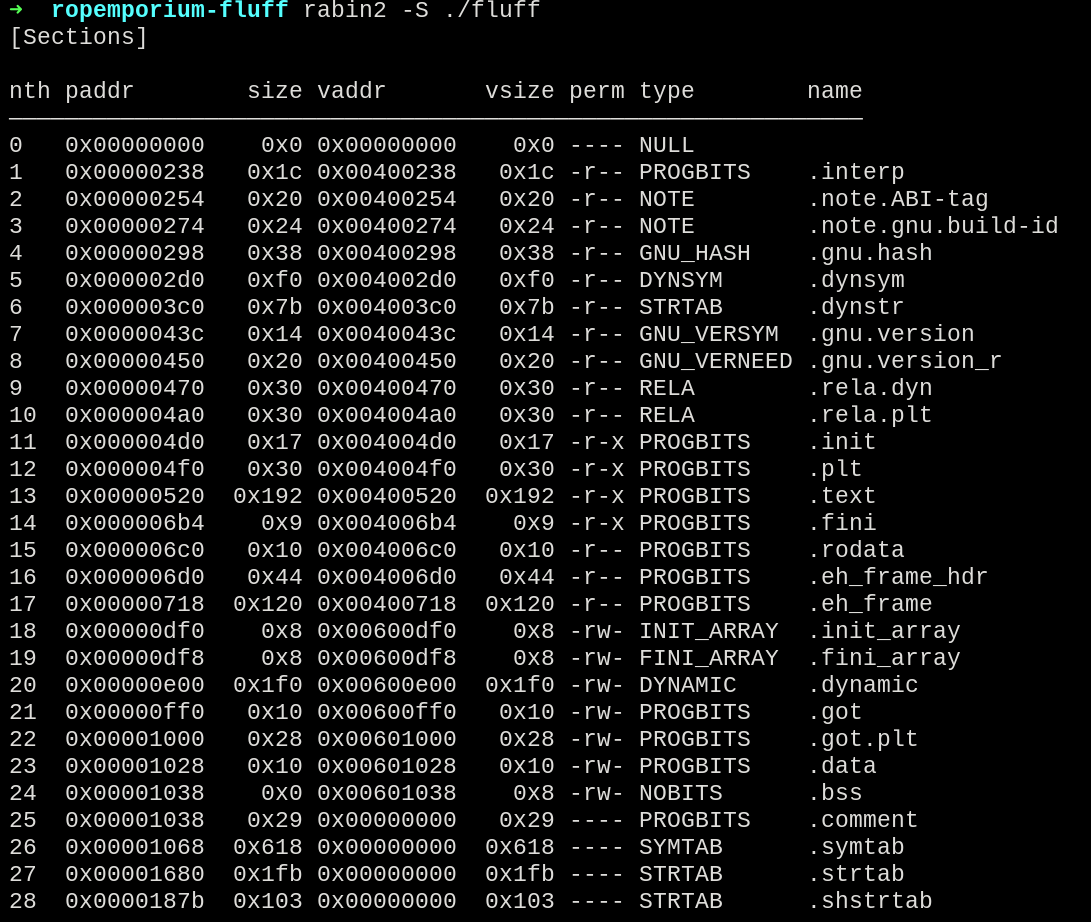 ➜  ropemporium-fluff rabin2 -S ./fluff
[Sections]
nth paddr        size vaddr       vsize perm type        name
0   0x00000000    0x0 0x00000000    0x0 ---- NULL
1   0x00000238   0x1c 0x00400238   0x1c -r-- PROGBITS    .interp
2   0x00000254   0x20 0x00400254   0x20 -r-- NOTE        .note.ABI-tag
3   0x00000274   0x24 0x00400274   0x24 -r-- NOTE        .note.gnu.build-id
4   0x00000298   0x38 0x00400298   0x38 -r-- GNU_HASH    .gnu.hash
5   0x000002d0   0xf0 0x004002d0   0xf0 -r-- DYNSYM      .dynsym
6   0x000003c0   0x7b 0x004003c0   0x7b -r-- STRTAB      .dynstr
7   0x0000043c   0x14 0x0040043c   0x14 -r-- GNU_VERSYM  .gnu.version
8   0x00000450   0x20 0x00400450   0x20 -r-- GNU_VERNEED .gnu.version_r
9   0x00000470   0x30 0x00400470   0x30 -r-- RELA        .rela.dyn
10  0x000004a0   0x30 0x004004a0   0x30 -r-- RELA        .rela.plt
11  0x000004d0   0x17 0x004004d0   0x17 -r-x PROGBITS    .init
12  0x000004f0   0x30 0x004004f0   0x30 -r-x PROGBITS    .plt
13  0x00000520  0x192 0x00400520  0x192 -r-x PROGBITS    .text
14  0x000006b4    0x9 0x004006b4    0x9 -r-x PROGBITS    .fini
15  0x000006c0   0x10 0x004006c0   0x10 -r-- PROGBITS    .rodata
16  0x000006d0   0x44 0x004006d0   0x44 -r-- PROGBITS    .eh_frame_hdr
17  0x00000718  0x120 0x00400718  0x120 -r-- PROGBITS    .eh_frame
18  0x00000df0    0x8 0x00600df0    0x8 -rw- INIT_ARRAY  .init_array
19  0x00000df8    0x8 0x00600df8    0x8 -rw- FINI_ARRAY  .fini_array
20  0x00000e00  0x1f0 0x00600e00  0x1f0 -rw- DYNAMIC     .dynamic
21  0x00000ff0   0x10 0x00600ff0   0x10 -rw- PROGBITS    .got
22  0x00001000   0x28 0x00601000   0x28 -rw- PROGBITS    .got.plt
23  0x00001028   0x10 0x00601028   0x10 -rw- PROGBITS    .data
24  0x00001038    0x0 0x00601038    0x8 -rw- NOBITS      .bss
25  0x00001038   0x29 0x00000000   0x29 ---- PROGBITS    .comment
26  0x00001068  0x618 0x00000000  0x618 ---- SYMTAB      .symtab
27  0x00001680  0x1fb 0x00000000  0x1fb ---- STRTAB      .strtab
28  0x0000187b  0x103 0x00000000  0x103 ---- STRTAB      .shstrtab